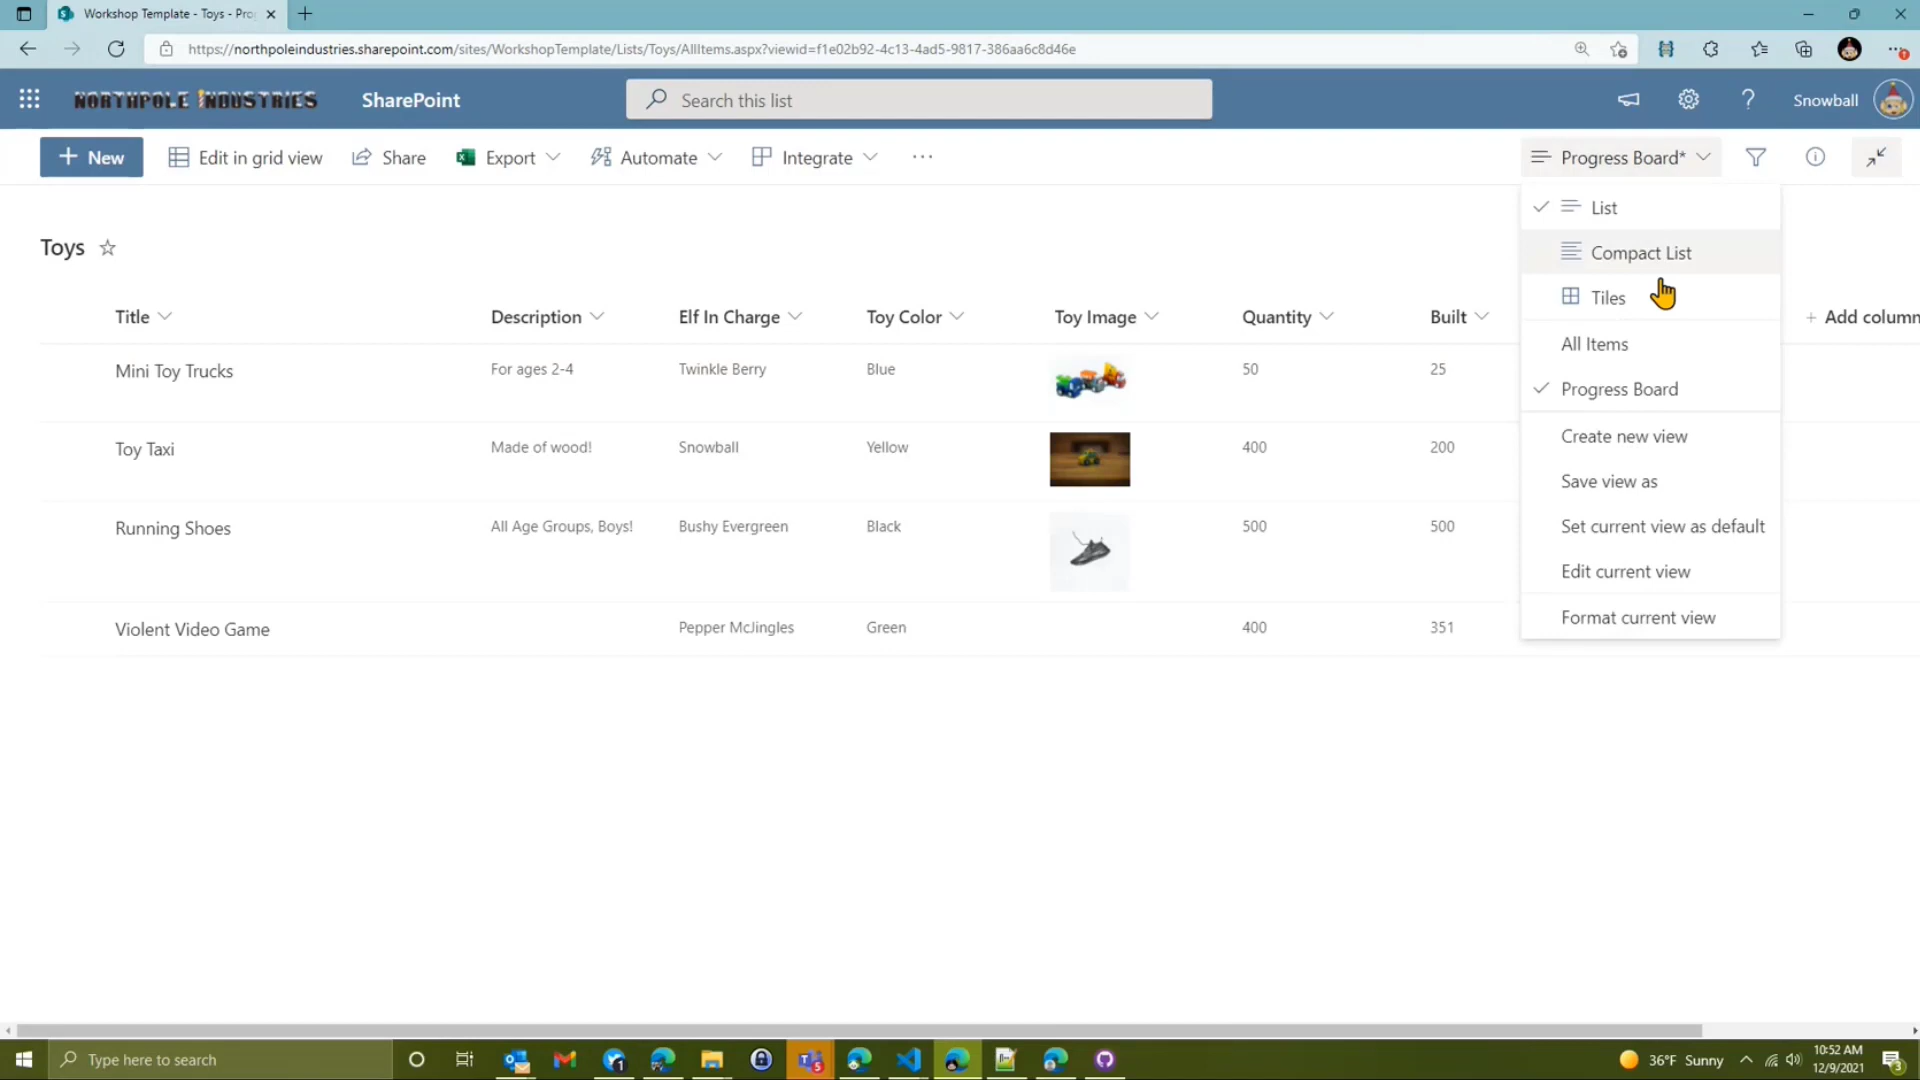 Workshop Template - Toys - Pro
https://northpoleindustries.sharepoint.com/sites/WorkshopTemplate/Lists/Toys/AllItems.aspx?viewid=f1e02b92-4c13-4ad5-9817-386aa6c8d46e
NORTHPOLE INDUSTRIES SharePoint Search this list Snowball
New Edit in grid view Share Export Automate Integrate ··· Progress Board*
List
Compact List
Tiles
All Items
Progress Board
Create new view
Save view as
Set current view as default
Edit current view
Format current view
Toys
Title Description Elf In Charge Toy Color Toy Image Quantity Built + Add column
Mini Toy Trucks For ages 2-4 Twinkle Berry Blue 50 25
Toy Taxi Made of wood! Snowball Yellow 400 200
Running Shoes All Age Groups, Boys! Bushy Evergreen Black 500 500
Violent Video Game Pepper McJingles Green 400 351
Type here to search 36°F Sunny 10:52 AM
12/9/2021